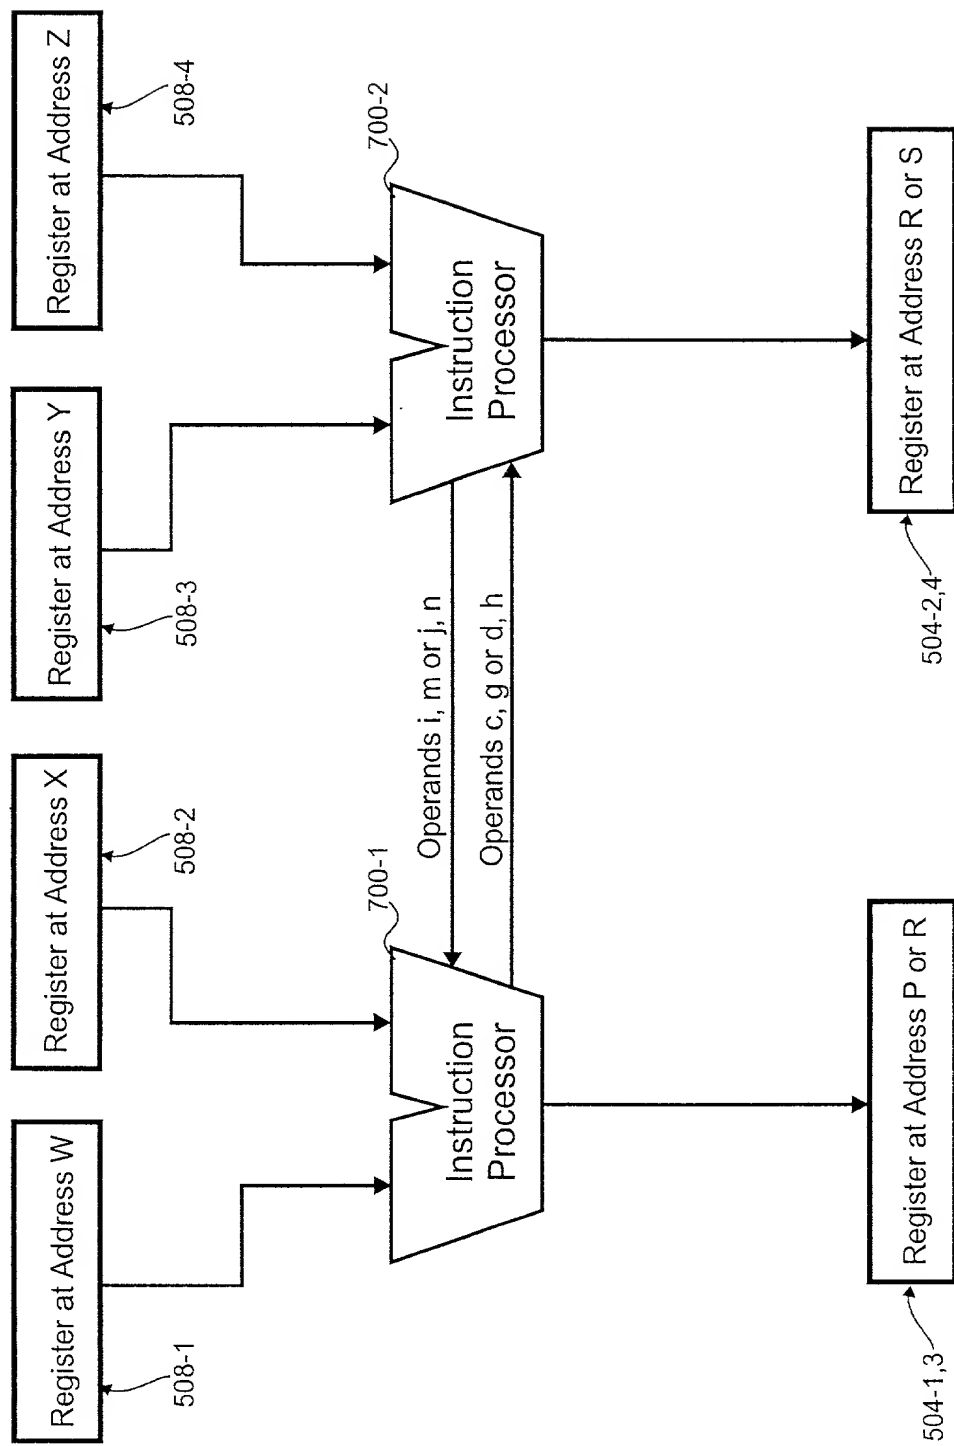 Register at Address W
508-1
Register at Address X
508-2
Register at Address Y
508-3
Register at Address Z
508-4
700-1
Instruction
Processor
Operands i, m or j, n
Operands c, g or d, h
700-2
Instruction
Processor
504-1,3
Register at Address P or R
504-2,4
Register at Address R or S